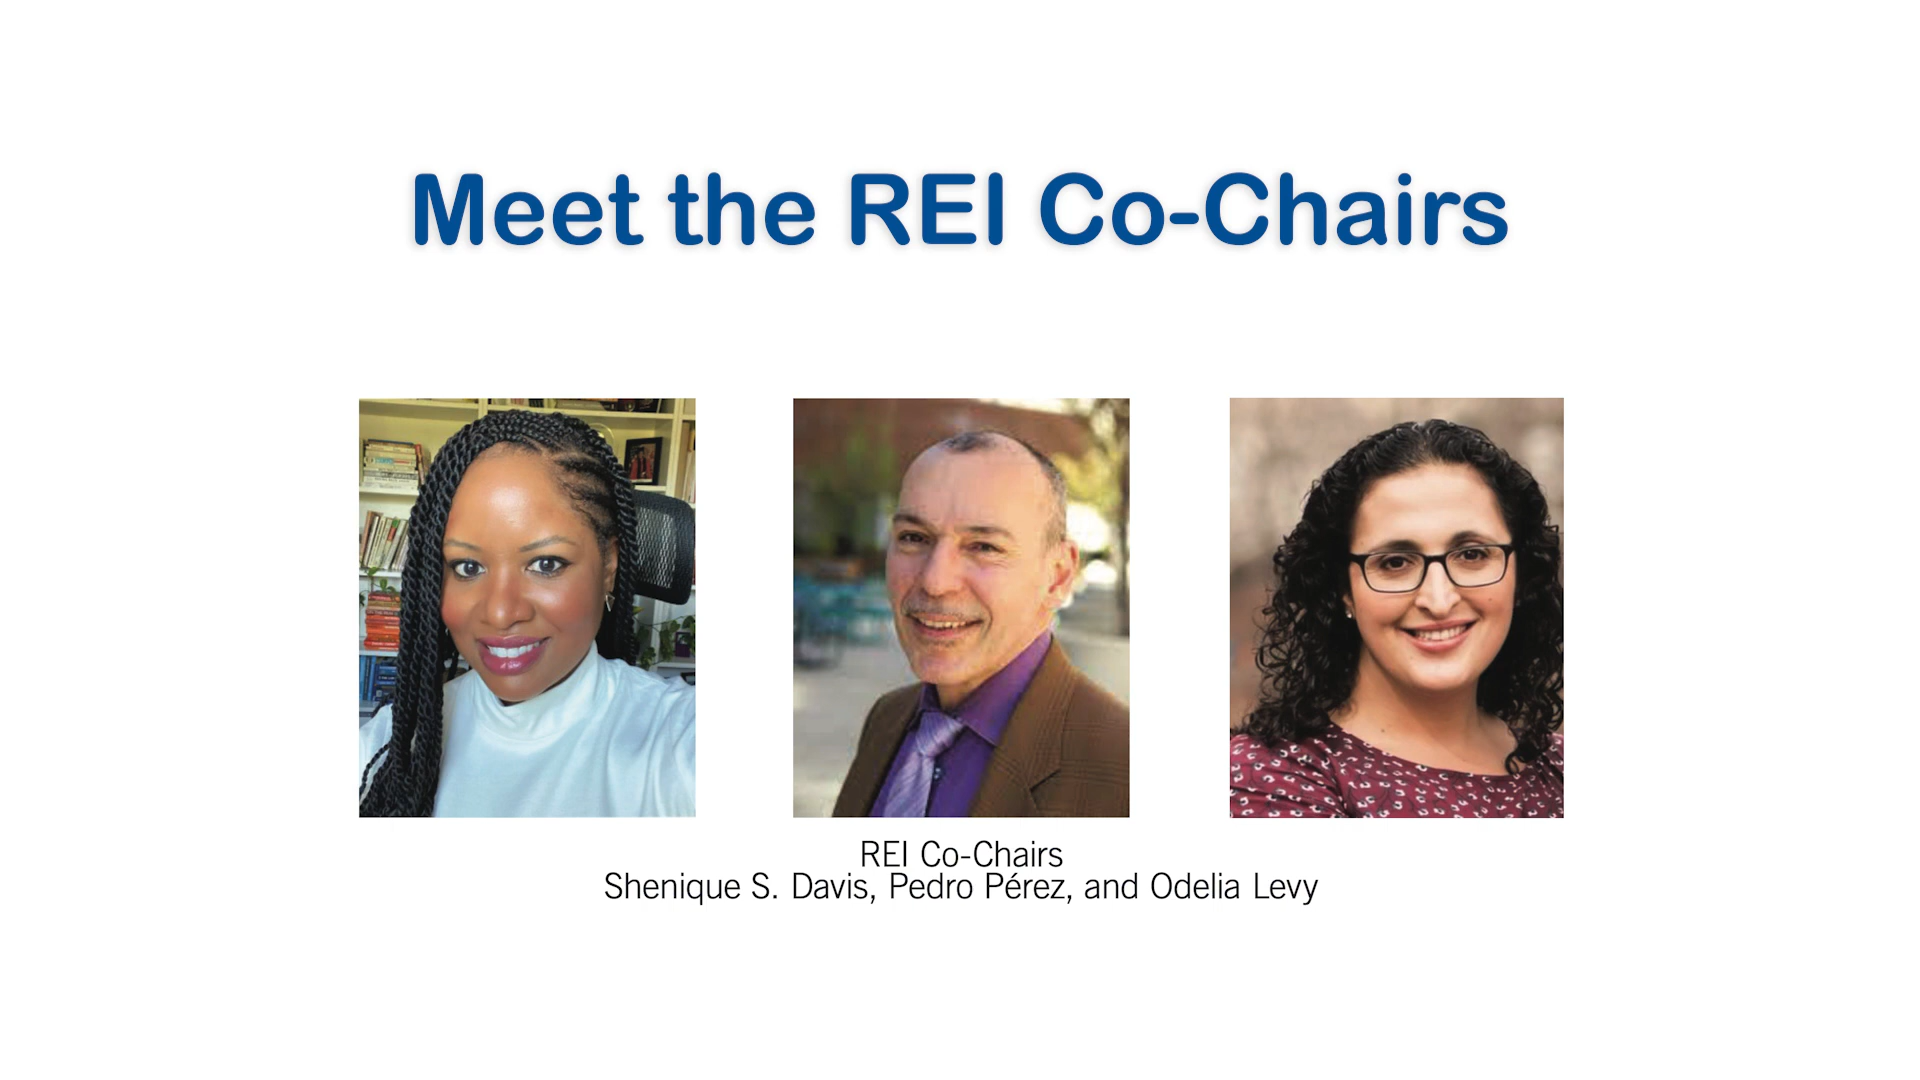 Meet the REI Co-Chairs
REI Co-Chairs
Shenique S. Davis, Pedro Pérez, and Odelia Levy